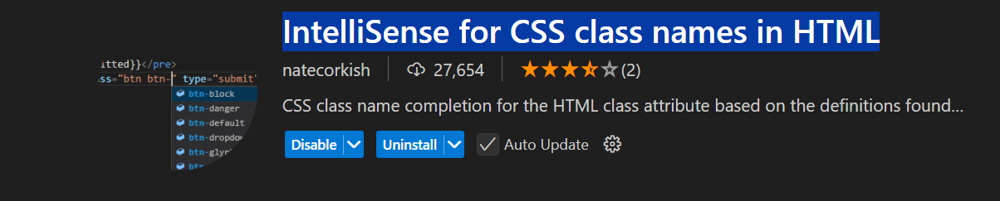 IntelliSense for CSS class names in HTML
natecorkish 27,654 (2)
CSS class name completion for the HTML class attribute based on the definitions found...
Disable Uninstall Auto Update
itted}}</pre>
ass="btn btn-" type="submit"
btn-block
btn-danger
btn-default
btn-dropdow
btn-glyp
btn-